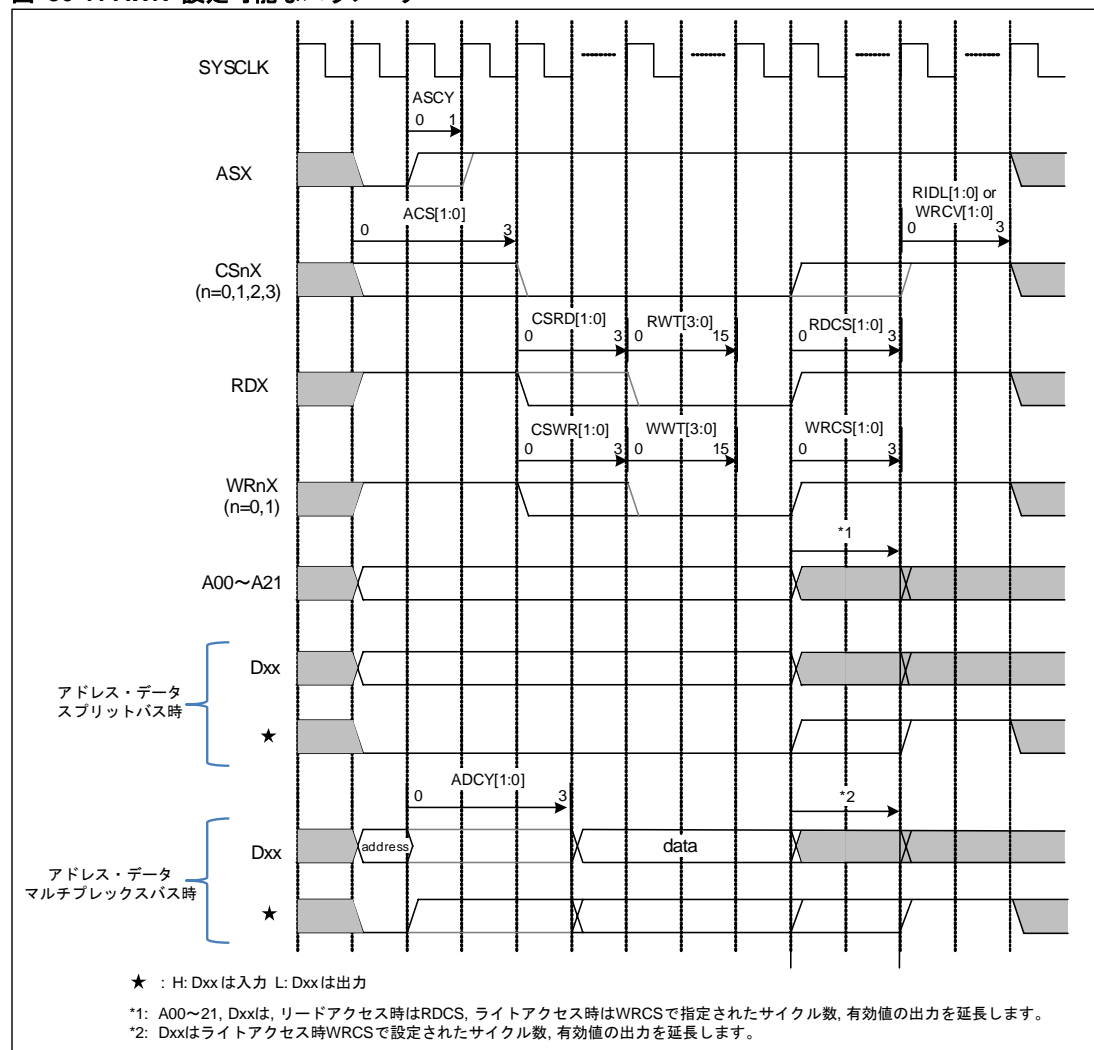 SYSCLK
ASCY
0 1
ASX
ACS[1:0]
0 3
RIDL[1:0] or
WRCV[1:0]
0 3
CSnX
(n=0,1,2,3)
CSRD[1:0]
0 3
RWT[3:0]
0 15
RDCS[1:0]
0 3
RDX
CSWR[1:0]
0 3
WWT[3:0]
0 15
WRCS[1:0]
0 3
WRnX
(n=0,1)
*1
A00～A21
Dxx
アドレス・データ
スプリットバス時
★
ADCY[1:0]
0 3
*2
Dxx
address
data
アドレス・データ
マルチプレックスバス時
★
★ : H: Dxxは入力 L: Dxxは出力
*1: A00～21, Dxxは, リードアクセス時はRDCS, ライトアクセス時はWRCSで指定されたサイクル数, 有効値の出力を延長します。
*2: Dxxはライトアクセス時WRCSで設定されたサイクル数, 有効値の出力を延長します。